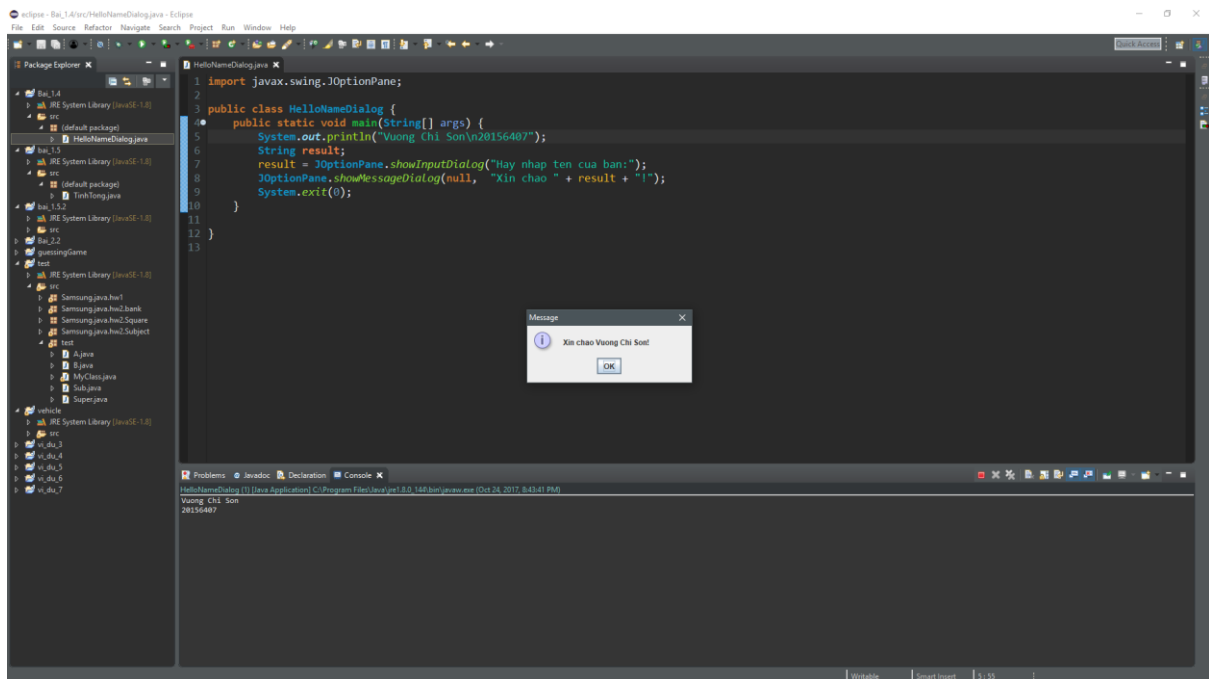 eclipse - Bai_1.4/src/HelloNameDialog.java - Eclipse
File Edit Source Refactor Navigate Search Project Run Window Help
Quick Access
Package Explorer
Bai_1.4
JRE System Library [JavaSE-1.8]
src
(default package)
HelloNameDialog.java
bai_1.5
JRE System Library [JavaSE-1.8]
src
(default package)
TinhTong.java
bai_1.5.2
JRE System Library [JavaSE-1.8]
src
Bai_2.2
guessingGame
test
JRE System Library [JavaSE-1.8]
src
Samsung.java.hw1
Samsung.java.hw2.bank
Samsung.java.hw2.Square
Samsung.java.hw2.Subject
test
A.java
B.java
MyClass.java
Sub.java
Super.java
vehicle
JRE System Library [JavaSE-1.8]
src
vi_du_3
vi_du_4
vi_du_5
vi_du_6
vi_du_7
HelloNameDialog.java
1 import javax.swing.JOptionPane;
2
3 public class HelloNameDialog {
4 public static void main(String[] args) {
5 System.out.println("Vuong Chi Son\n20156407");
6 String result;
7 result = JOptionPane.showInputDialog("Hay nhap ten cua ban:");
8 JOptionPane.showMessageDialog(null, "Xin chao " + result + "!");
9 System.exit(0);
10 }
11
12 }
13
Message
Xin chao Vuong Chi Son!
OK
Problems Javadoc Declaration Console
HelloNameDialog (1) [Java Application] C:\Program Files\Java\jre1.8.0_144\bin\javaw.exe (Oct 24, 2017, 8:43:41 PM)
Vuong Chi Son
20156407
Writable Smart Insert 5 : 55